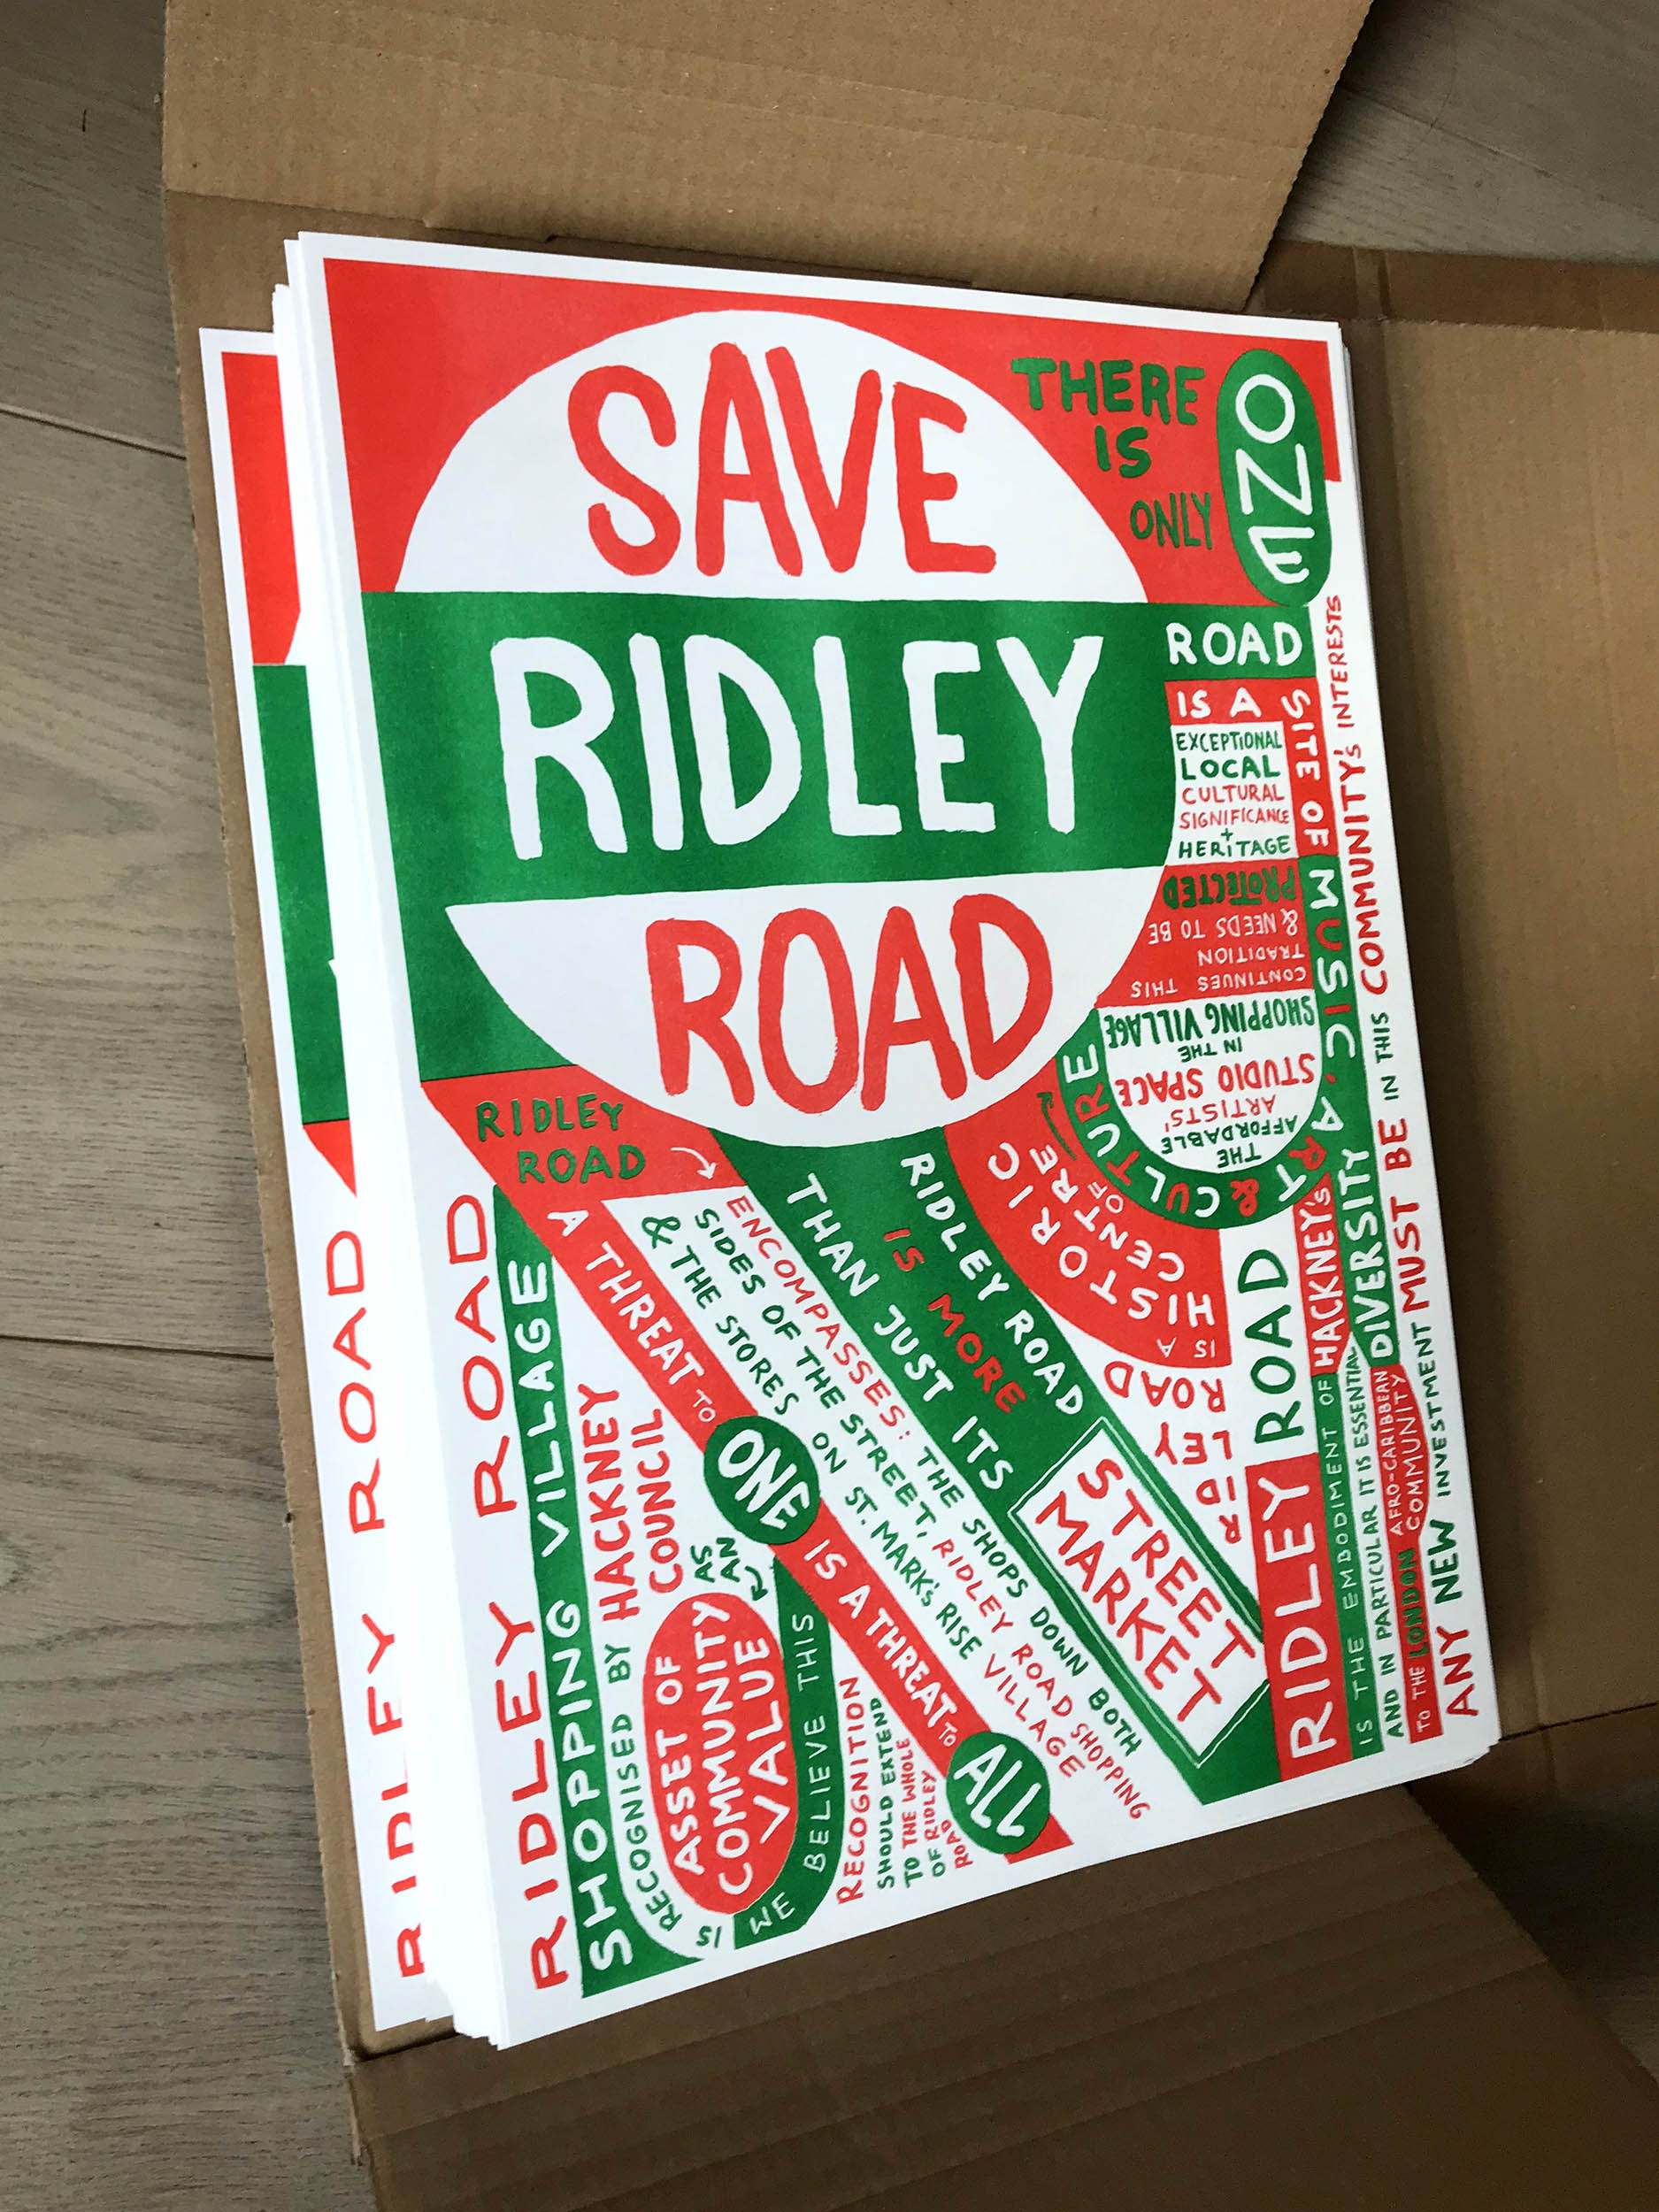 SAVE
RIDLEY
ROAD
THERE
IS
ONLY
ONE
RIDLEY
ROAD
IS A
EXCEPTIONAL
LOCAL
CULTURAL
SIGNIFICANCE
+
HERITAGE
SITE OF
MUSIC, ART & CULTURE
THE
AFFORDABLE
ARTISTS'
STUDIO SPACE
IN THE
SHOPPING VILLAGE
CONTINUES THIS
TRADITION
& NEEDS TO BE
PROTECTED
RIDLEY
ROAD
IS A
HISTORIC
CENTRE
OF
RIDLEY ROAD
IS MORE
THAN JUST ITS
STREET
MARKET
RIDLEY
ROAD
ENCOMPASSES: THE SHOPS DOWN BOTH
SIDES OF THE STREET, RIDLEY ROAD SHOPPING
VILLAGE
& THE STORES ON ST. MARK'S RISE
A THREAT TO
ONE
IS A THREAT TO
ALL
RIDLEY ROAD
SHOPPING VILLAGE
IS
RECOGNISED BY HACKNEY
COUNCIL
AS
AN
ASSET OF
COMMUNITY
VALUE
WE BELIEVE THIS
RECOGNITION
SHOULD EXTEND
TO THE WHOLE
OF RIDLEY
ROAD
RIDLEY ROAD
IS THE EMBODIMENT OF HACKNEY'S
DIVERSITY
AND IN PARTICULAR IT IS ESSENTIAL
TO THE LONDON AFRO-CARIBBEAN
COMMUNITY
ANY NEW INVESTMENT MUST BE IN THIS COMMUNITY'S INTERESTS
RIDLEY ROAD